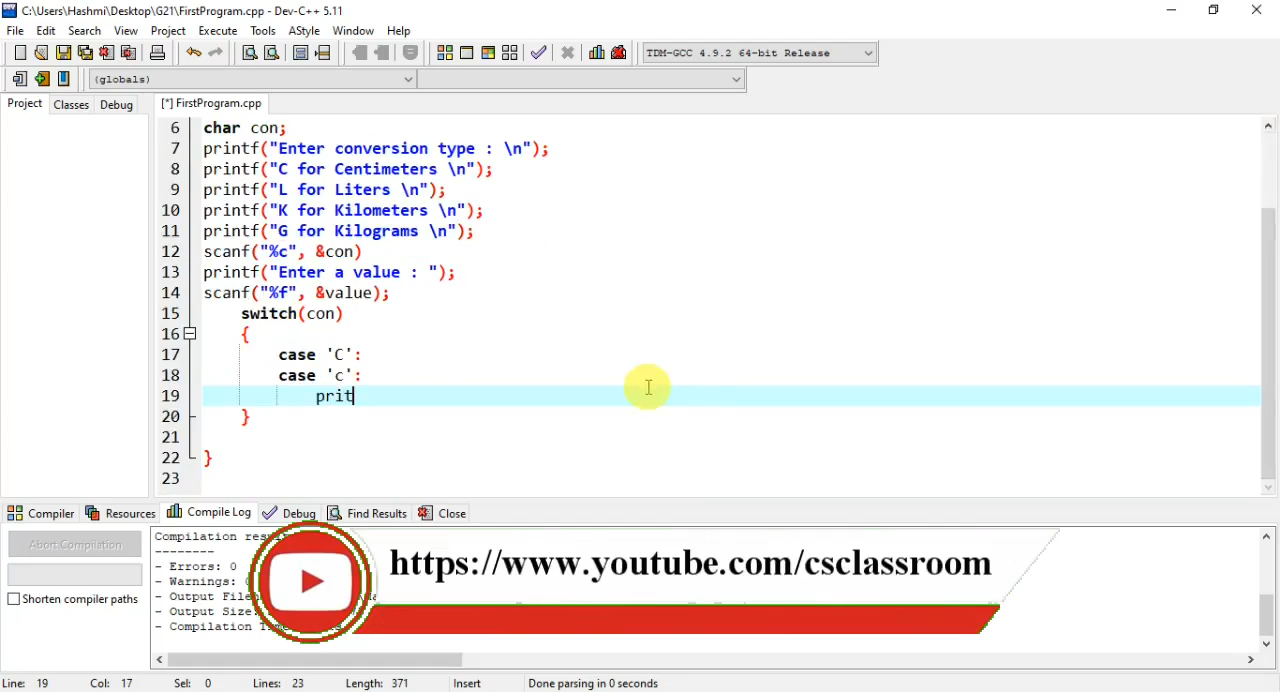 C:\Users\Hashmi\Desktop\G21\FirstProgram.cpp - Dev-C++ 5.11
File Edit Search View Project Execute Tools AStyle Window Help
TDM-GCC 4.9.2 64-bit Release
(globals)
Project Classes Debug [*] FirstProgram.cpp
6 char con;
7 printf("Enter conversion type : \n");
8 printf("C for Centimeters \n");
9 printf("L for Liters \n");
10 printf("K for Kilometers \n");
11 printf("G for Kilograms \n");
12 scanf("%c", &con)
13 printf("Enter a value : ");
14 scanf("%f", &value);
15 switch(con)
16 {
17 case 'C':
18 case 'c':
19 prit
20 }
21
22 }
23
Compiler Resources Compile Log Debug Find Results Close
Abort Compilation
Shorten compiler paths
Compilation
--------
- Errors: 0
- Warnings:
- Output
- Output Size:
- Compilation
https://www.youtube.com/csclassroom
Line: 19 Col: 17 Sel: 0 Lines: 23 Length: 371 Insert Done parsing in 0 seconds